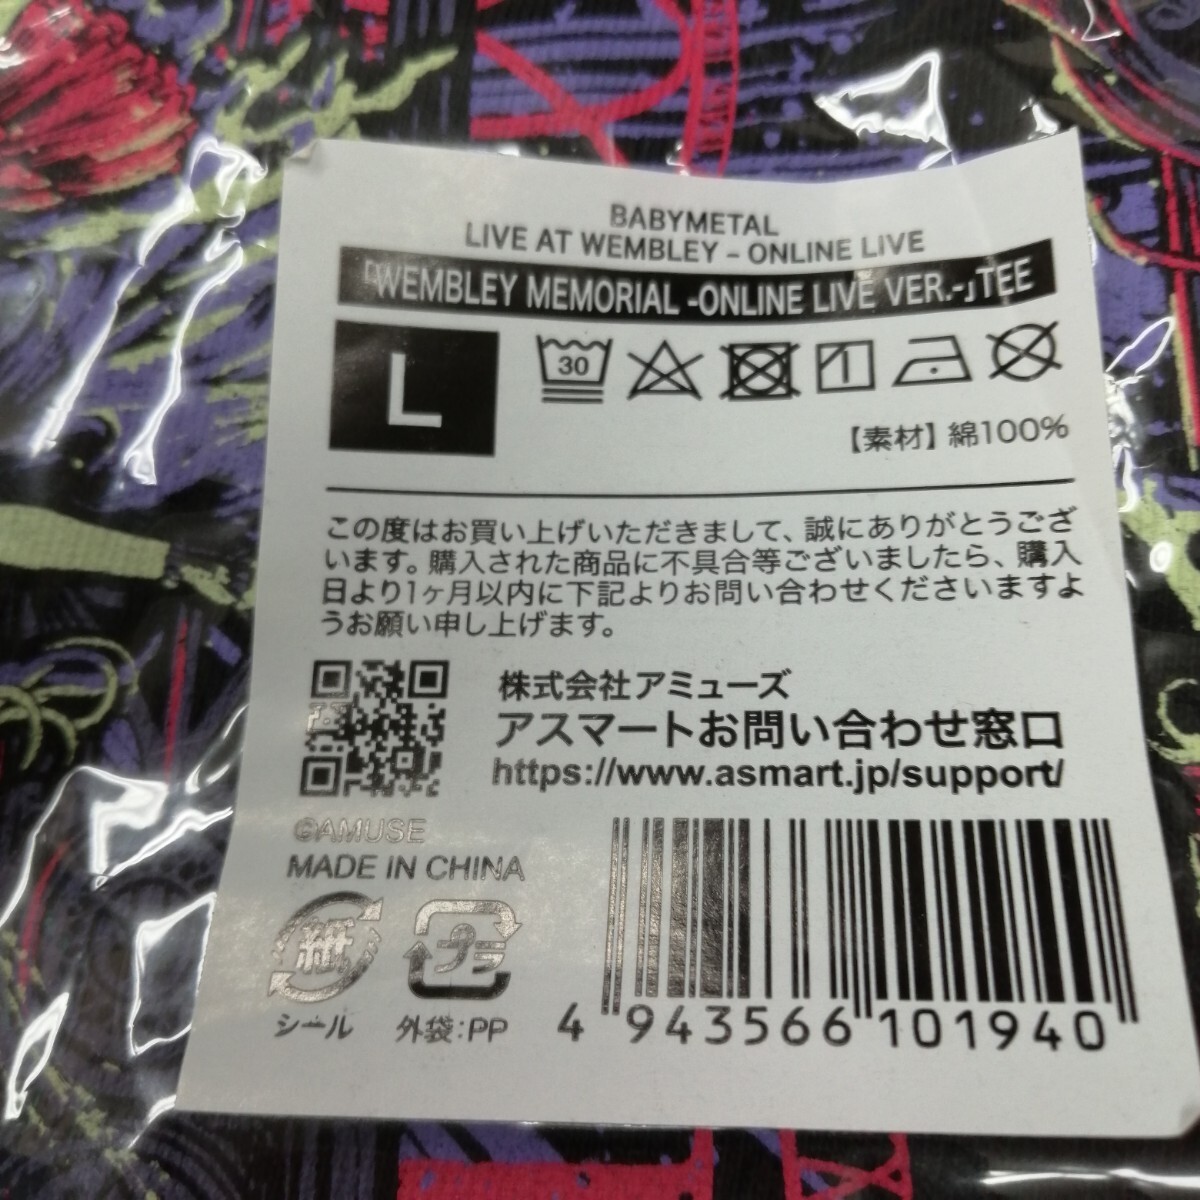 BABYMETAL
LIVE AT WEMBLEY – ONLINE LIVE
「WEMBLEY MEMORIAL -ONLINE LIVE VER.-」TEE
L
30
【素材】綿100%
この度はお買い上げいただきまして、誠にありがとうござ
います。購入された商品に不具合等ございましたら、購入
日より1ヶ月以内に下記よりお問い合わせくださいますよ
うお願い申し上げます。
株式会社アミューズ
アスマートお問い合わせ窓口
https://www.asmart.jp/support/
©AMUSE
MADE IN CHINA
紙
プラ
シール
外袋:PP
4 943566 101940